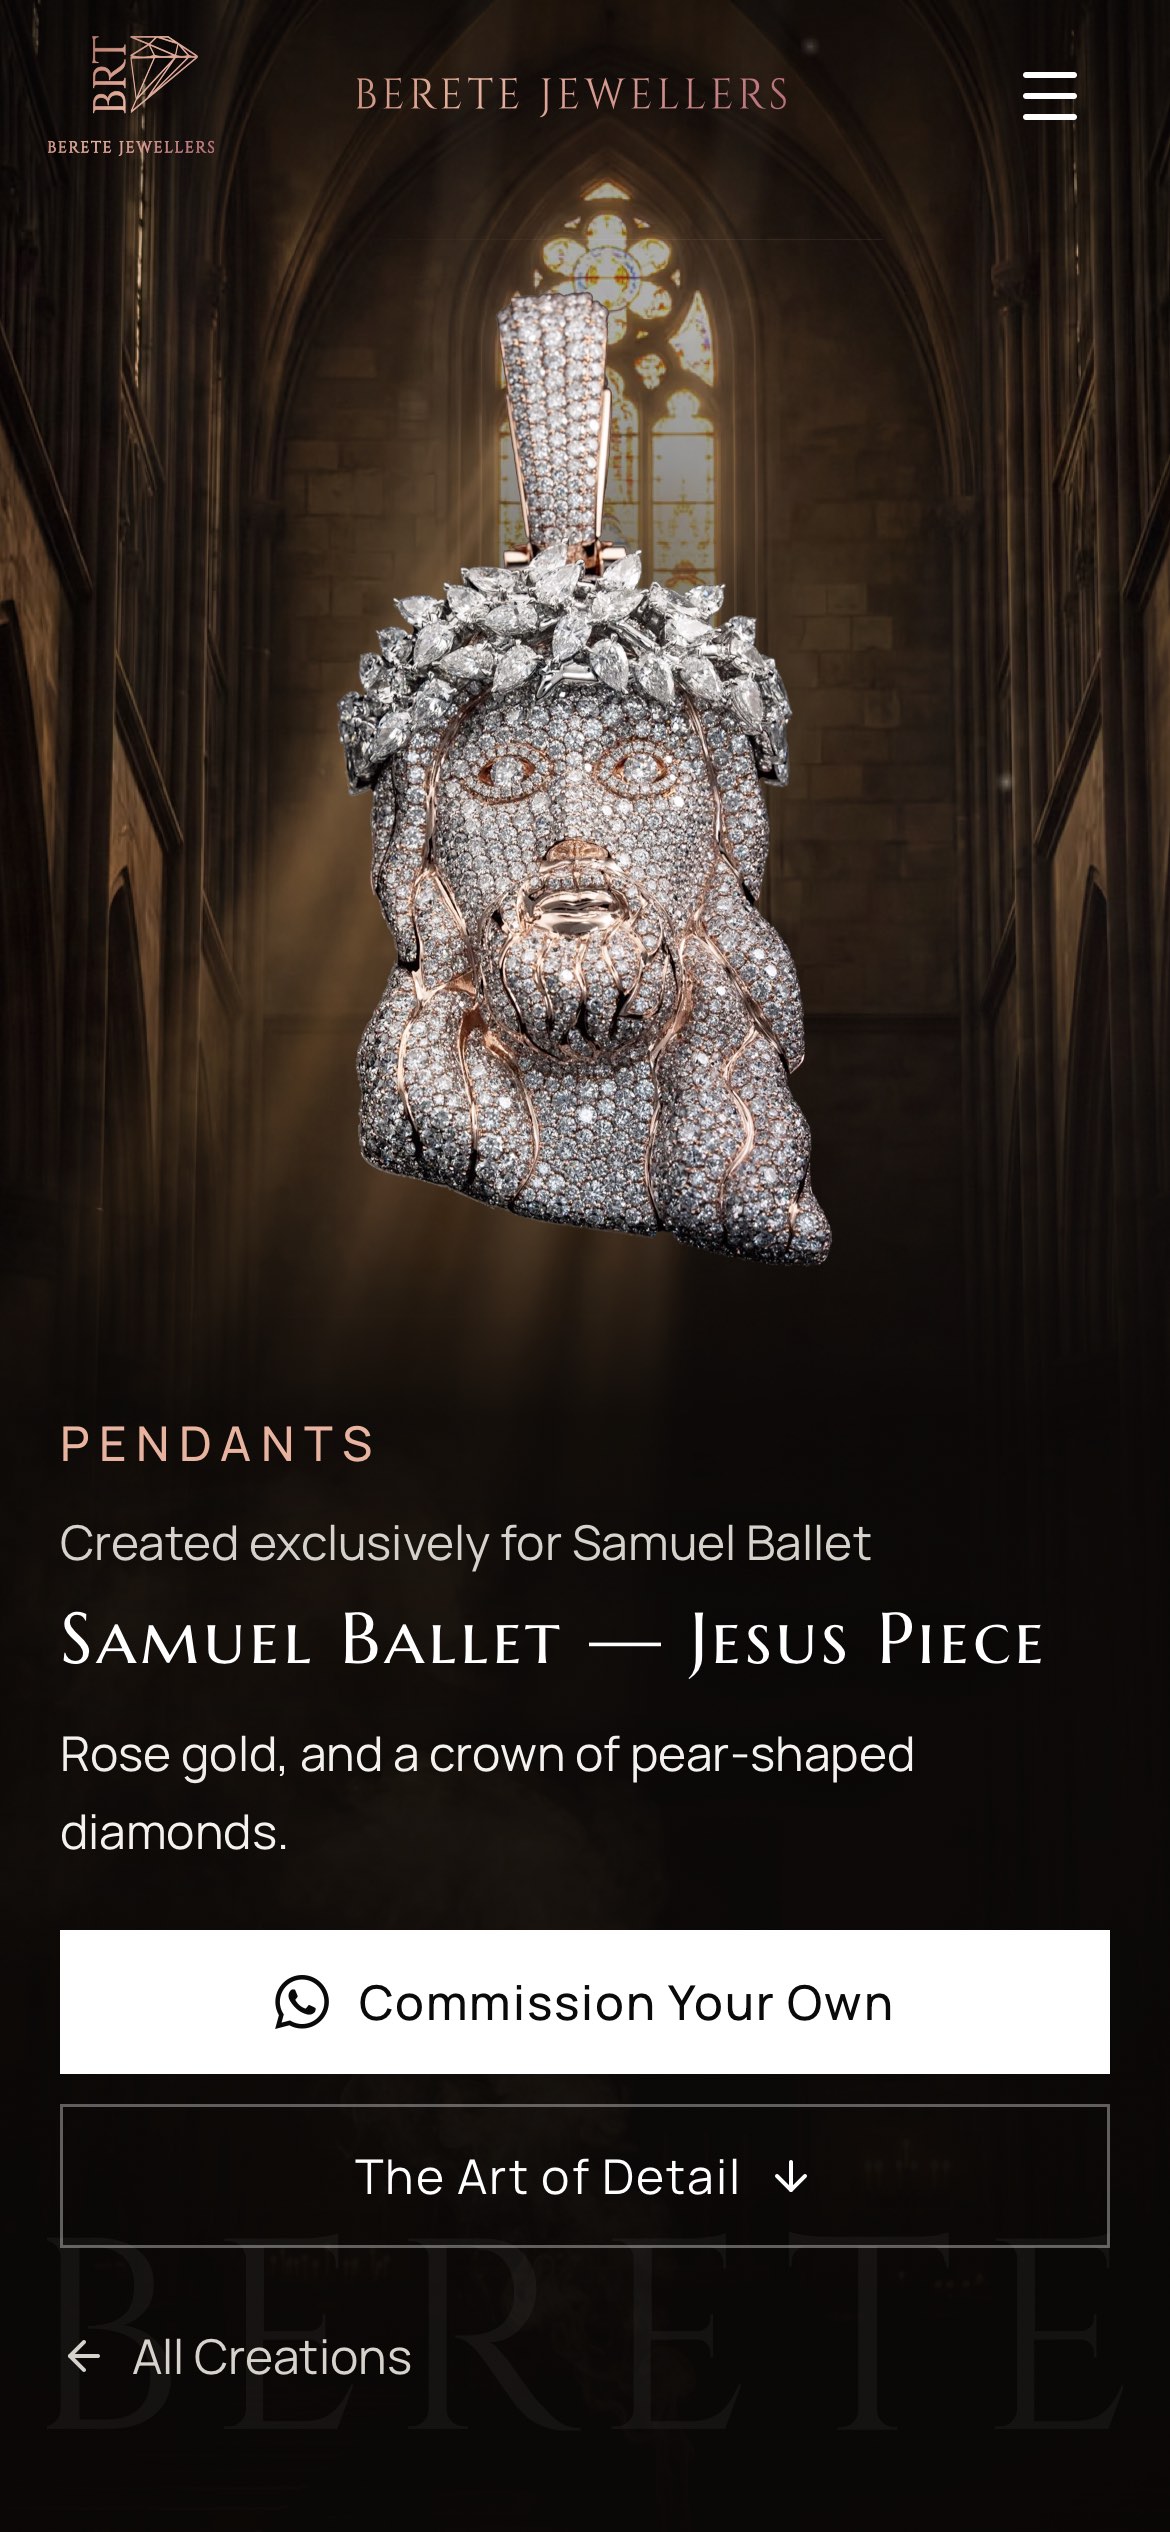 BRT
BERETE JEWELLERS
BERETE JEWELLERS
PENDANTS
Created exclusively for Samuel Ballet
Samuel Ballet — Jesus Piece
Rose gold, and a crown of pear-shaped
diamonds.
Commission Your Own
The Art of Detail ↓
BERETE
← All Creations